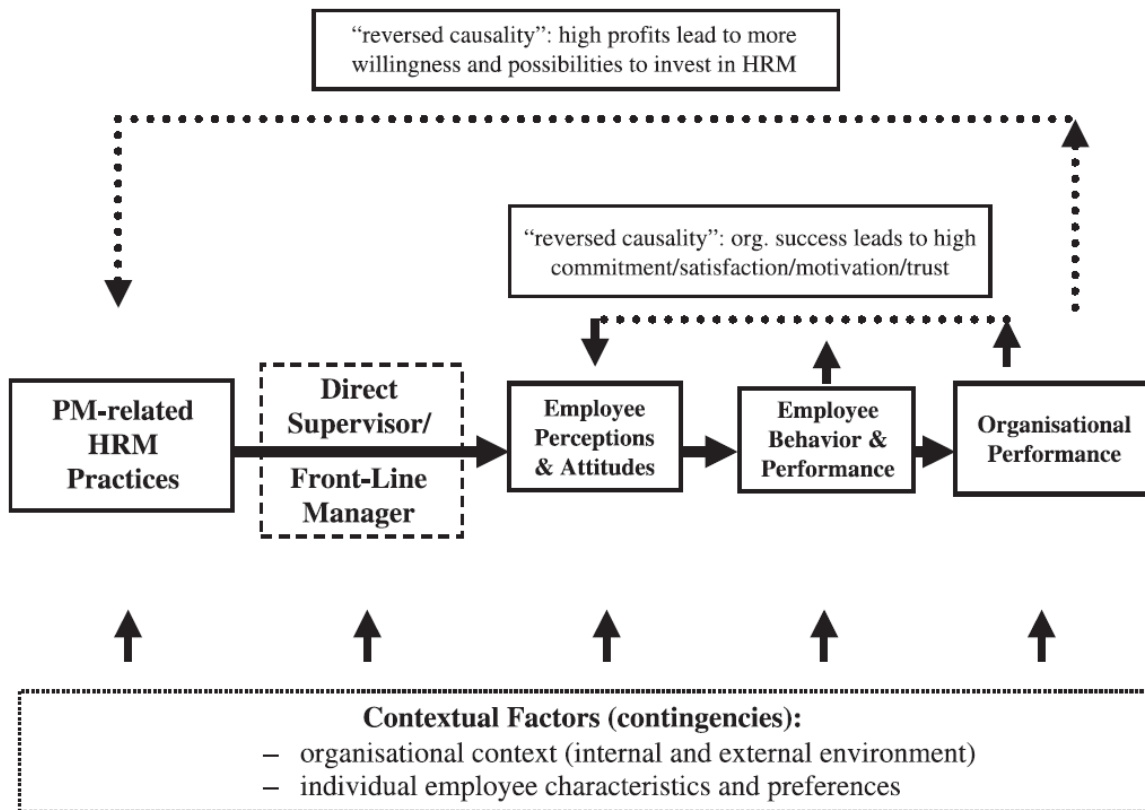 “reversed causality”: high profits lead to more
willingness and possibilities to invest in HRM
“reversed causality”: org. success leads to high
commitment/satisfaction/motivation/trust
PM-related
HRM
Practices
Direct
Supervisor/
Front-Line
Manager
Employee
Perceptions
& Attitudes
Employee
Behavior &
Performance
Organisational
Performance
Contextual Factors (contingencies):
– organisational context (internal and external environment)
– individual employee characteristics and preferences